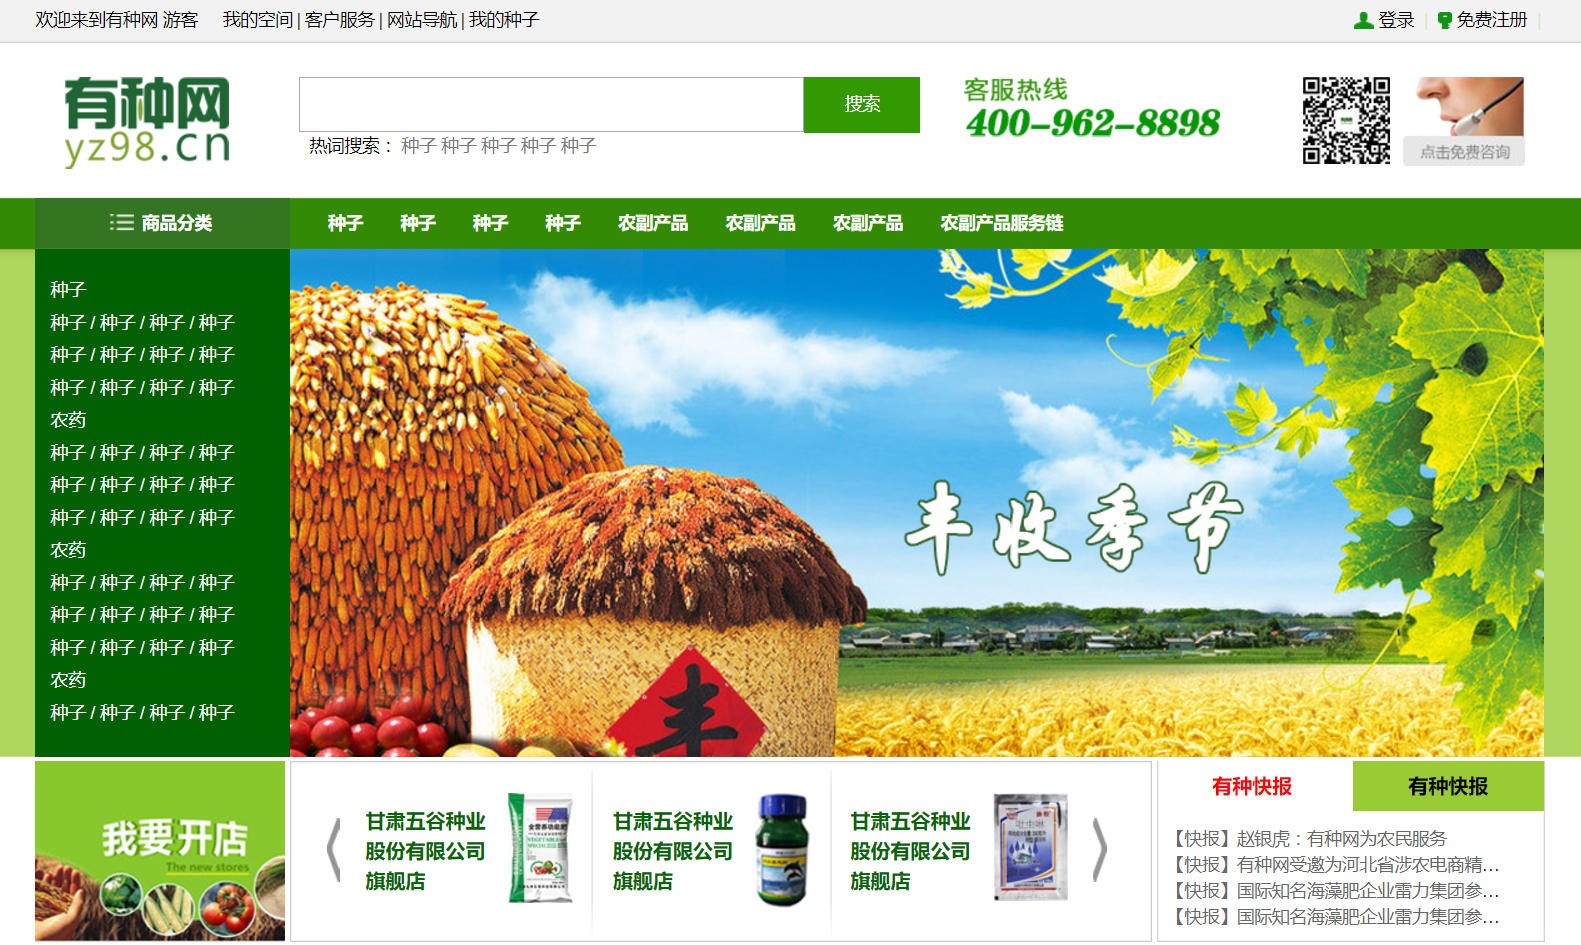 欢迎来到有种网 游客 我的空间 | 客户服务 | 网站导航 | 我的种子
登录 免费注册
有种网
yz98.cn
搜索
热词搜索： 种子 种子 种子 种子 种子
客服热线
400-962-8898
点击免费咨询
商品分类 种子 种子 种子 种子 农副产品 农副产品 农副产品 农副产品服务链
种子
种子 / 种子 / 种子 / 种子
种子 / 种子 / 种子 / 种子
种子 / 种子 / 种子 / 种子
农药
种子 / 种子 / 种子 / 种子
种子 / 种子 / 种子 / 种子
种子 / 种子 / 种子 / 种子
农药
种子 / 种子 / 种子 / 种子
种子 / 种子 / 种子 / 种子
种子 / 种子 / 种子 / 种子
农药
种子 / 种子 / 种子 / 种子
丰收季节
丰
我要开店
The new stores
甘肃五谷种业
股份有限公司
旗舰店
甘肃五谷种业
股份有限公司
旗舰店
甘肃五谷种业
股份有限公司
旗舰店
吡虫啉
有种快报 有种快报
【快报】赵银虎：有种网为农民服务
【快报】有种网受邀为河北省涉农电商精...
【快报】国际知名海藻肥企业雷力集团参...
【快报】国际知名海藻肥企业雷力集团参...